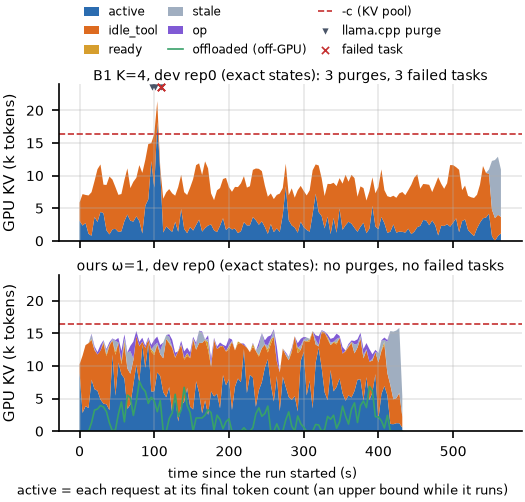 active
stale
-c (KV pool)
idle_tool
op
llama.cpp purge
ready
offloaded (off-GPU)
failed task
B1 K=4, dev rep0 (exact states): 3 purges, 3 failed tasks
GPU KV (k tokens)
20
15
10
5
0
ours ω=1, dev rep0 (exact states): no purges, no failed tasks
GPU KV (k tokens)
20
15
10
5
0
0 100 200 300 400 500
time since the run started (s)
active = each request at its final token count (an upper bound while it runs)